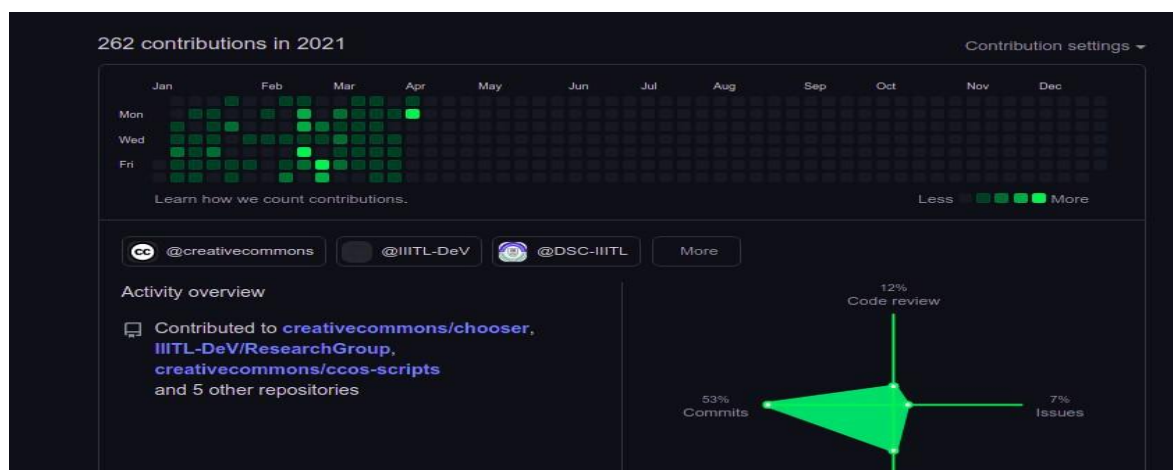 262 contributions in 2021
Contribution settings
Jan Feb Mar Apr May Jun Jul Aug Sep Oct Nov Dec
Mon
Wed
Fri
Learn how we count contributions.
Less More
cc @creativecommons @IIITL-DeV @DSC-IIITL More
Activity overview
Contributed to creativecommons/chooser,
IIITL-DeV/ResearchGroup,
creativecommons/ccos-scripts
and 5 other repositories
12%
Code review
53%
Commits
7%
Issues